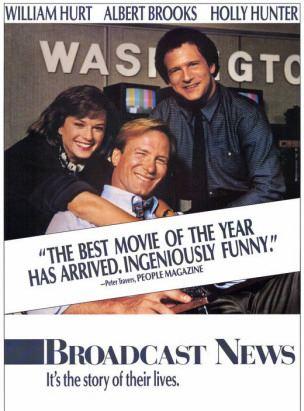 WILLIAM HURT ALBERT BROOKS HOLLY HUNTER
WASHINGTO
"THE BEST MOVIE OF THE YEAR
HAS ARRIVED. INGENIOUSLY FUNNY."
—Peter Travers, PEOPLE MAGAZINE
BROADCAST NEWS
It's the story of their lives.